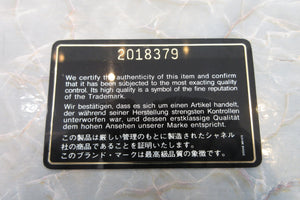 2018379
We certify the authenticity of this item and confirm
that it has been subjected to the most exacting quality
control. Its high quality is a symbol of the fine reputation
of the Trademark.
Wir bestätigen, dass es sich um einen Artikel handelt,
der während seiner Herstellung strengsten Kontrollen
unterworfen war, und dessen erstklassige Qualität
dem hohen Ansehen unserer Marke entspricht.
この製品は厳しい管理のもとに製造されたシャネル
社の商品であることを証明いたします。
このブランド・マークは最高級品質の象徴です。